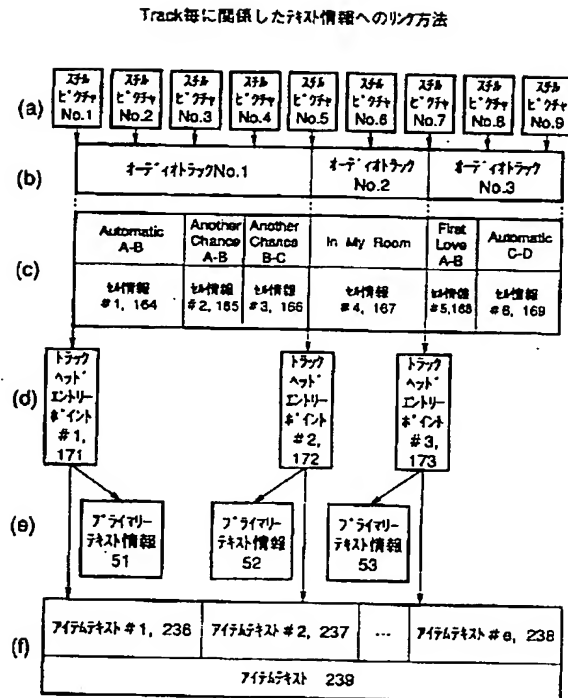 Track毎に関係したテキスト情報へのリンク方法
(a)
スチル
ピクチャ
No.1
スチル
ピクチャ
No.2
スチル
ピクチャ
No.3
スチル
ピクチャ
No.4
スチル
ピクチャ
No.5
スチル
ピクチャ
No.6
スチル
ピクチャ
No.7
スチル
ピクチャ
No.8
スチル
ピクチャ
No.9
(b)
オーディオトラックNo.1
オーディオトラック
No.2
オーディオトラック
No.3
(c)
Automatic
A-B
Another
Chance
A-B
Another
Chance
B-C
In My Room
First
Love
A-B
Automatic
C-D
セル情報
#1, 164
セル情報
#2, 165
セル情報
#3, 166
セル情報
#4, 167
セル情報
#5,168
セル情報
#6, 169
(d)
トラック
ヘッド
エントリー
ポイント
#1,
171
トラック
ヘッド
エントリー
ポイント
#2,
172
トラック
ヘッド
エントリー
ポイント
#3,
173
(e)
プライマリー
テキスト情報
51
プライマリー
テキスト情報
52
プライマリー
テキスト情報
53
(f)
アイテムテキスト#1, 236
アイテムテキスト#2, 237
...
アイテムテキスト#e, 238
アイテムテキスト 239